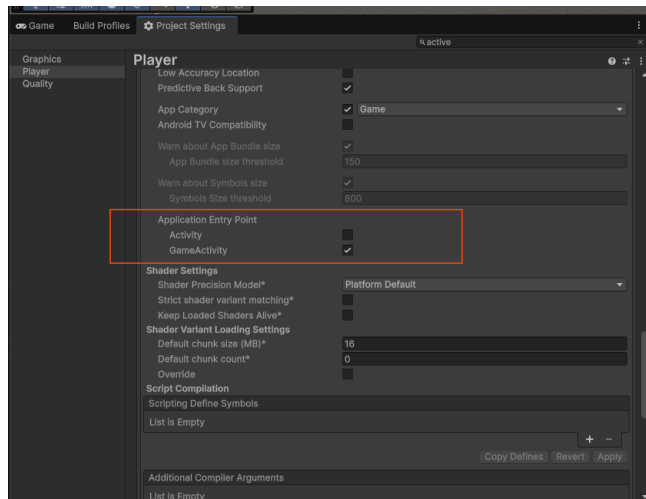 Game Build Profiles Project Settings
active
Graphics
Player
Quality
Player
Low Accuracy Location
Predictive Back Support
App Category Game
Android TV Compatibility
Warn about App Bundle size
App Bundle size threshold 150
Warn about Symbols size
Symbols Size threshold 800
Application Entry Point
Activity
GameActivity
Shader Settings
Shader Precision Model* Platform Default
Strict shader variant matching*
Keep Loaded Shaders Alive*
Shader Variant Loading Settings
Default chunk size (MB)* 16
Default chunk count* 0
Override
Script Compilation
Scripting Define Symbols
List is Empty
+ -
Copy Defines Revert Apply
Additional Compiler Arguments
List is Empty